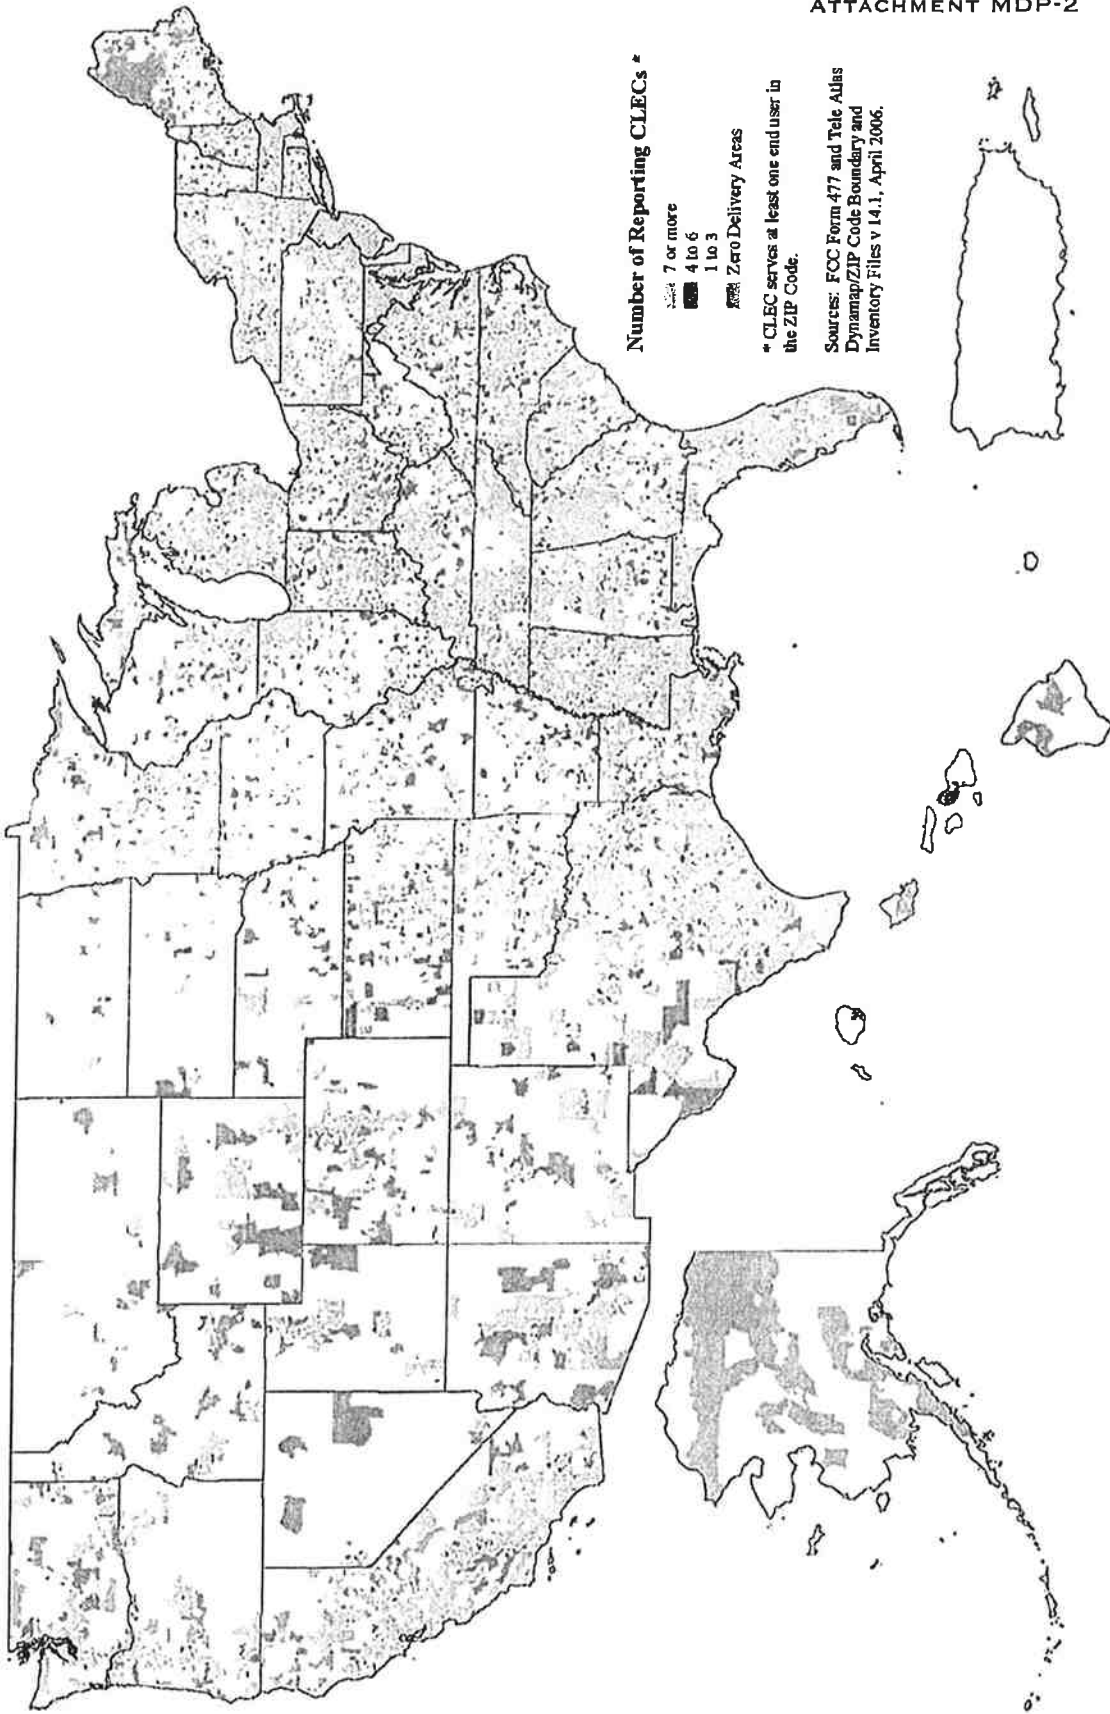 ATTACHMENT MDP-2
Number of Reporting CLECs *
7 or more
4 to 6
1 to 3
Zero Delivery Areas
* CLEC serves at least one end user in
the ZIP Code.
Sources: FCC Form 477 and Tele Atlas
Dynamap/ZIP Code Boundary and
Inventory Files v 14.1, April 2006.